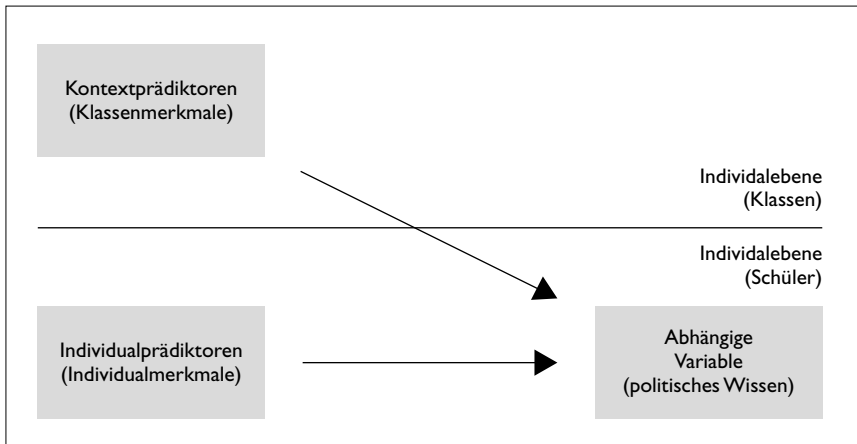 Kontextprädiktoren
(Klassenmerkmale)
Individalebene
(Klassen)
Individalebene
(Schüler)
Individualprädiktoren
(Individualmerkmale)
Abhängige
Variable
(politisches Wissen)